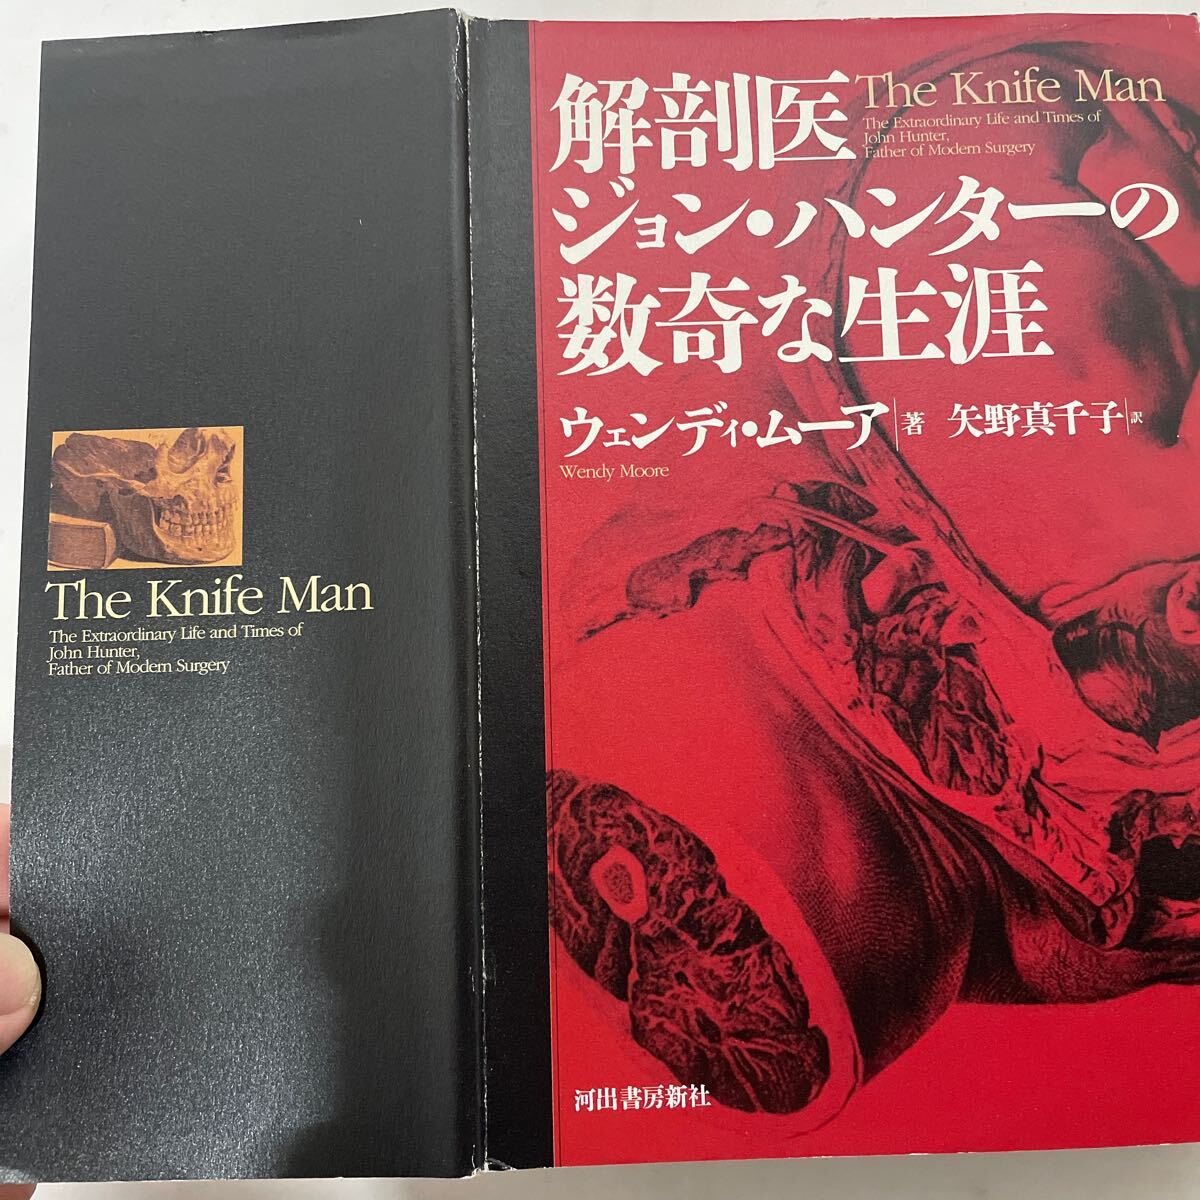 The Knife Man
The Extraordinary Life and Times of
John Hunter,
Father of Modern Surgery
解剖医
The Knife Man
The Extraordinary Life and Times of
John Hunter,
Father of Modern Surgery
ジョン・ハンターの
数奇な生涯
ウェンディ・ムーア 著 矢野真千子 訳
Wendy Moore
河出書房新社